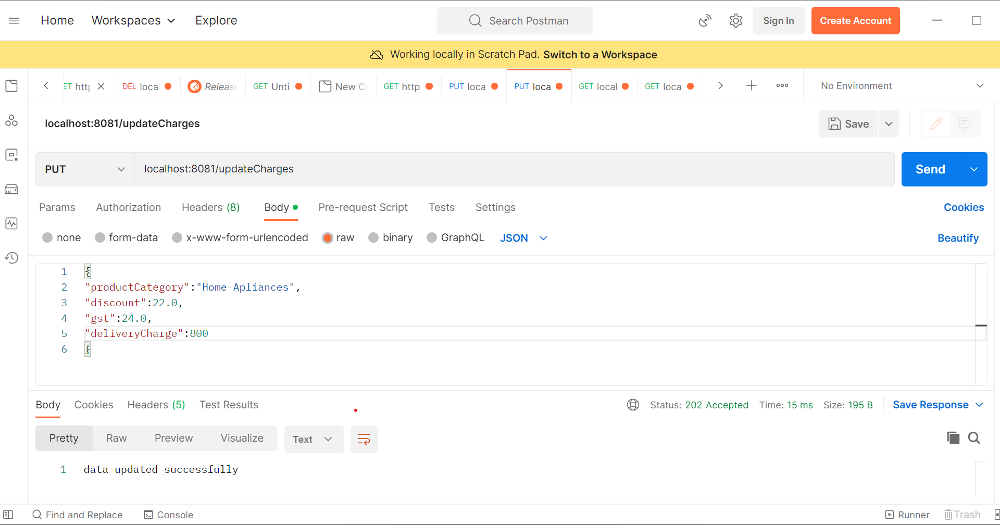 Home Workspaces Explore Search Postman Sign In Create Account
Working locally in Scratch Pad. Switch to a Workspace
ET http DEL local Release GET Unti New Co GET http PUT loca PUT loca GET local GET loca No Environment
localhost:8081/updateCharges Save
PUT localhost:8081/updateCharges Send
Params Authorization Headers (8) Body Pre-request Script Tests Settings Cookies
none form-data x-www-form-urlencoded raw binary GraphQL JSON Beautify
1 {
2 "productCategory":"Home Apliances",
3 "discount":22.0,
4 "gst":24.0,
5 "deliveryCharge":800
6 }
Body Cookies Headers (5) Test Results Status: 202 Accepted Time: 15 ms Size: 195 B Save Response
Pretty Raw Preview Visualize Text
1 data updated successfully
Find and Replace Console Runner Trash